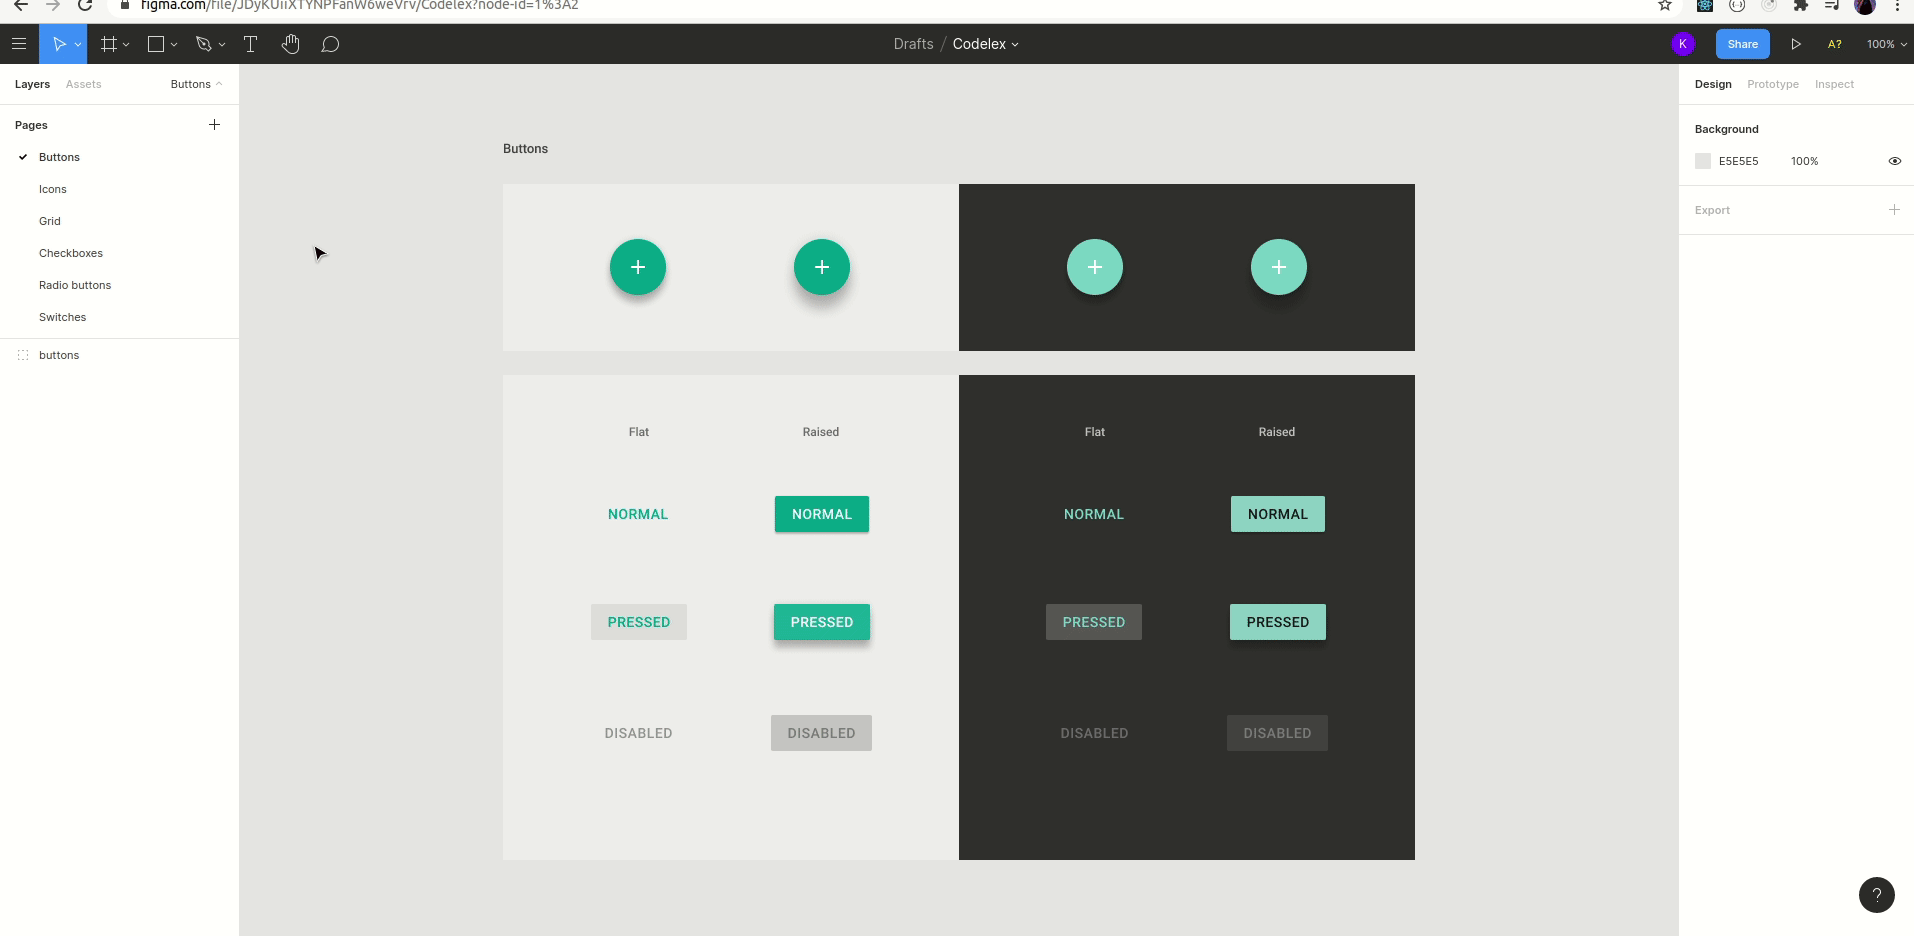 figma.com/file/JDyKUiiXTYNPFanW6weVrv/Codelex?node-id=1%3A2
Drafts / Codelex
K
Share
A?
100%
Layers
Assets
Buttons
Design
Prototype
Inspect
Pages
Buttons
Icons
Grid
Checkboxes
Radio buttons
Switches
buttons
Background
E5E5E5
100%
Export
Buttons
Flat
Raised
Flat
Raised
NORMAL
NORMAL
NORMAL
NORMAL
PRESSED
PRESSED
PRESSED
PRESSED
DISABLED
DISABLED
DISABLED
DISABLED
?